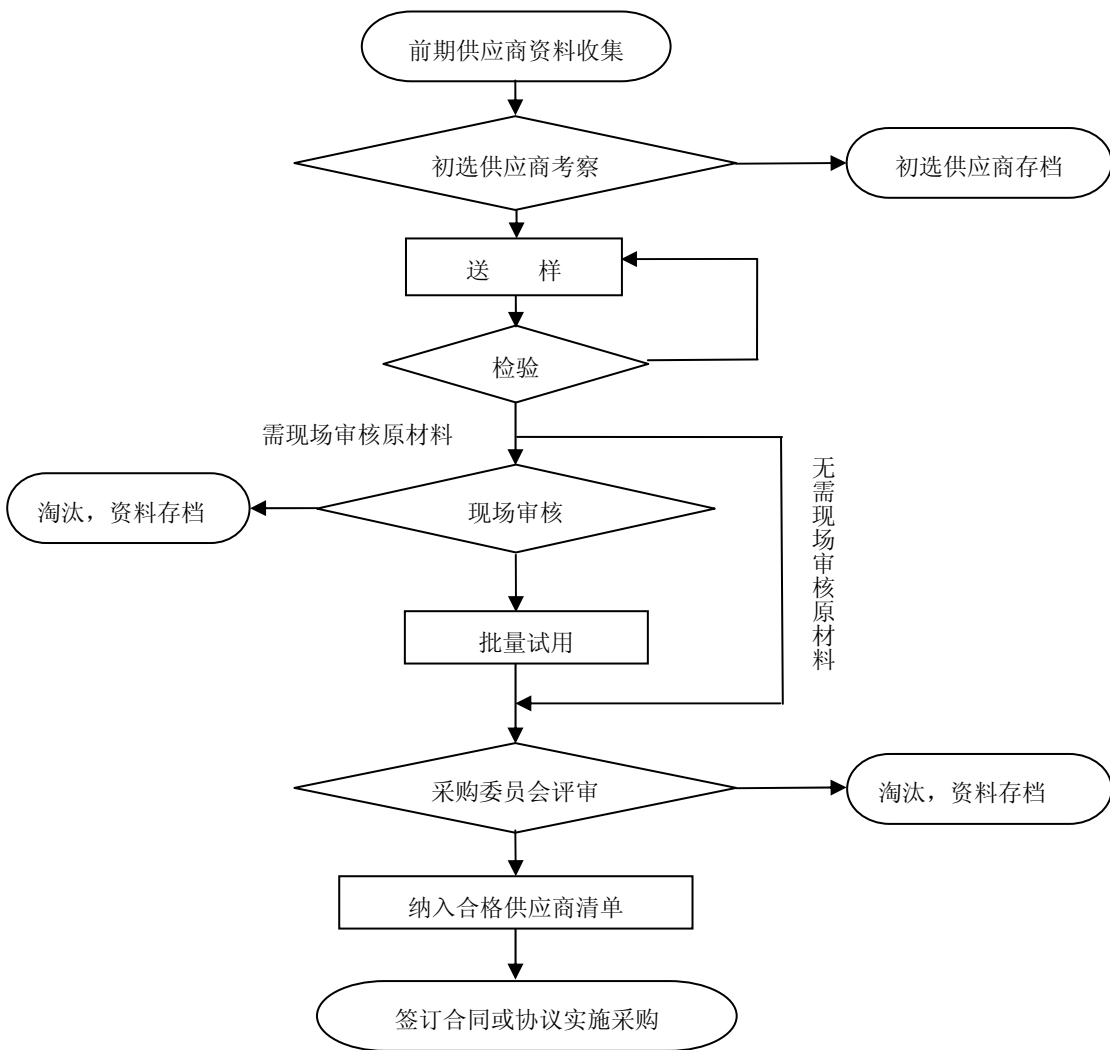 前期供应商资料收集
初选供应商考察
初选供应商存档
送 样
检验
需现场审核原材料
无需现场审核原材料
淘汰，资料存档
现场审核
批量试用
采购委员会评审
淘汰，资料存档
纳入合格供应商清单
签订合同或协议实施采购